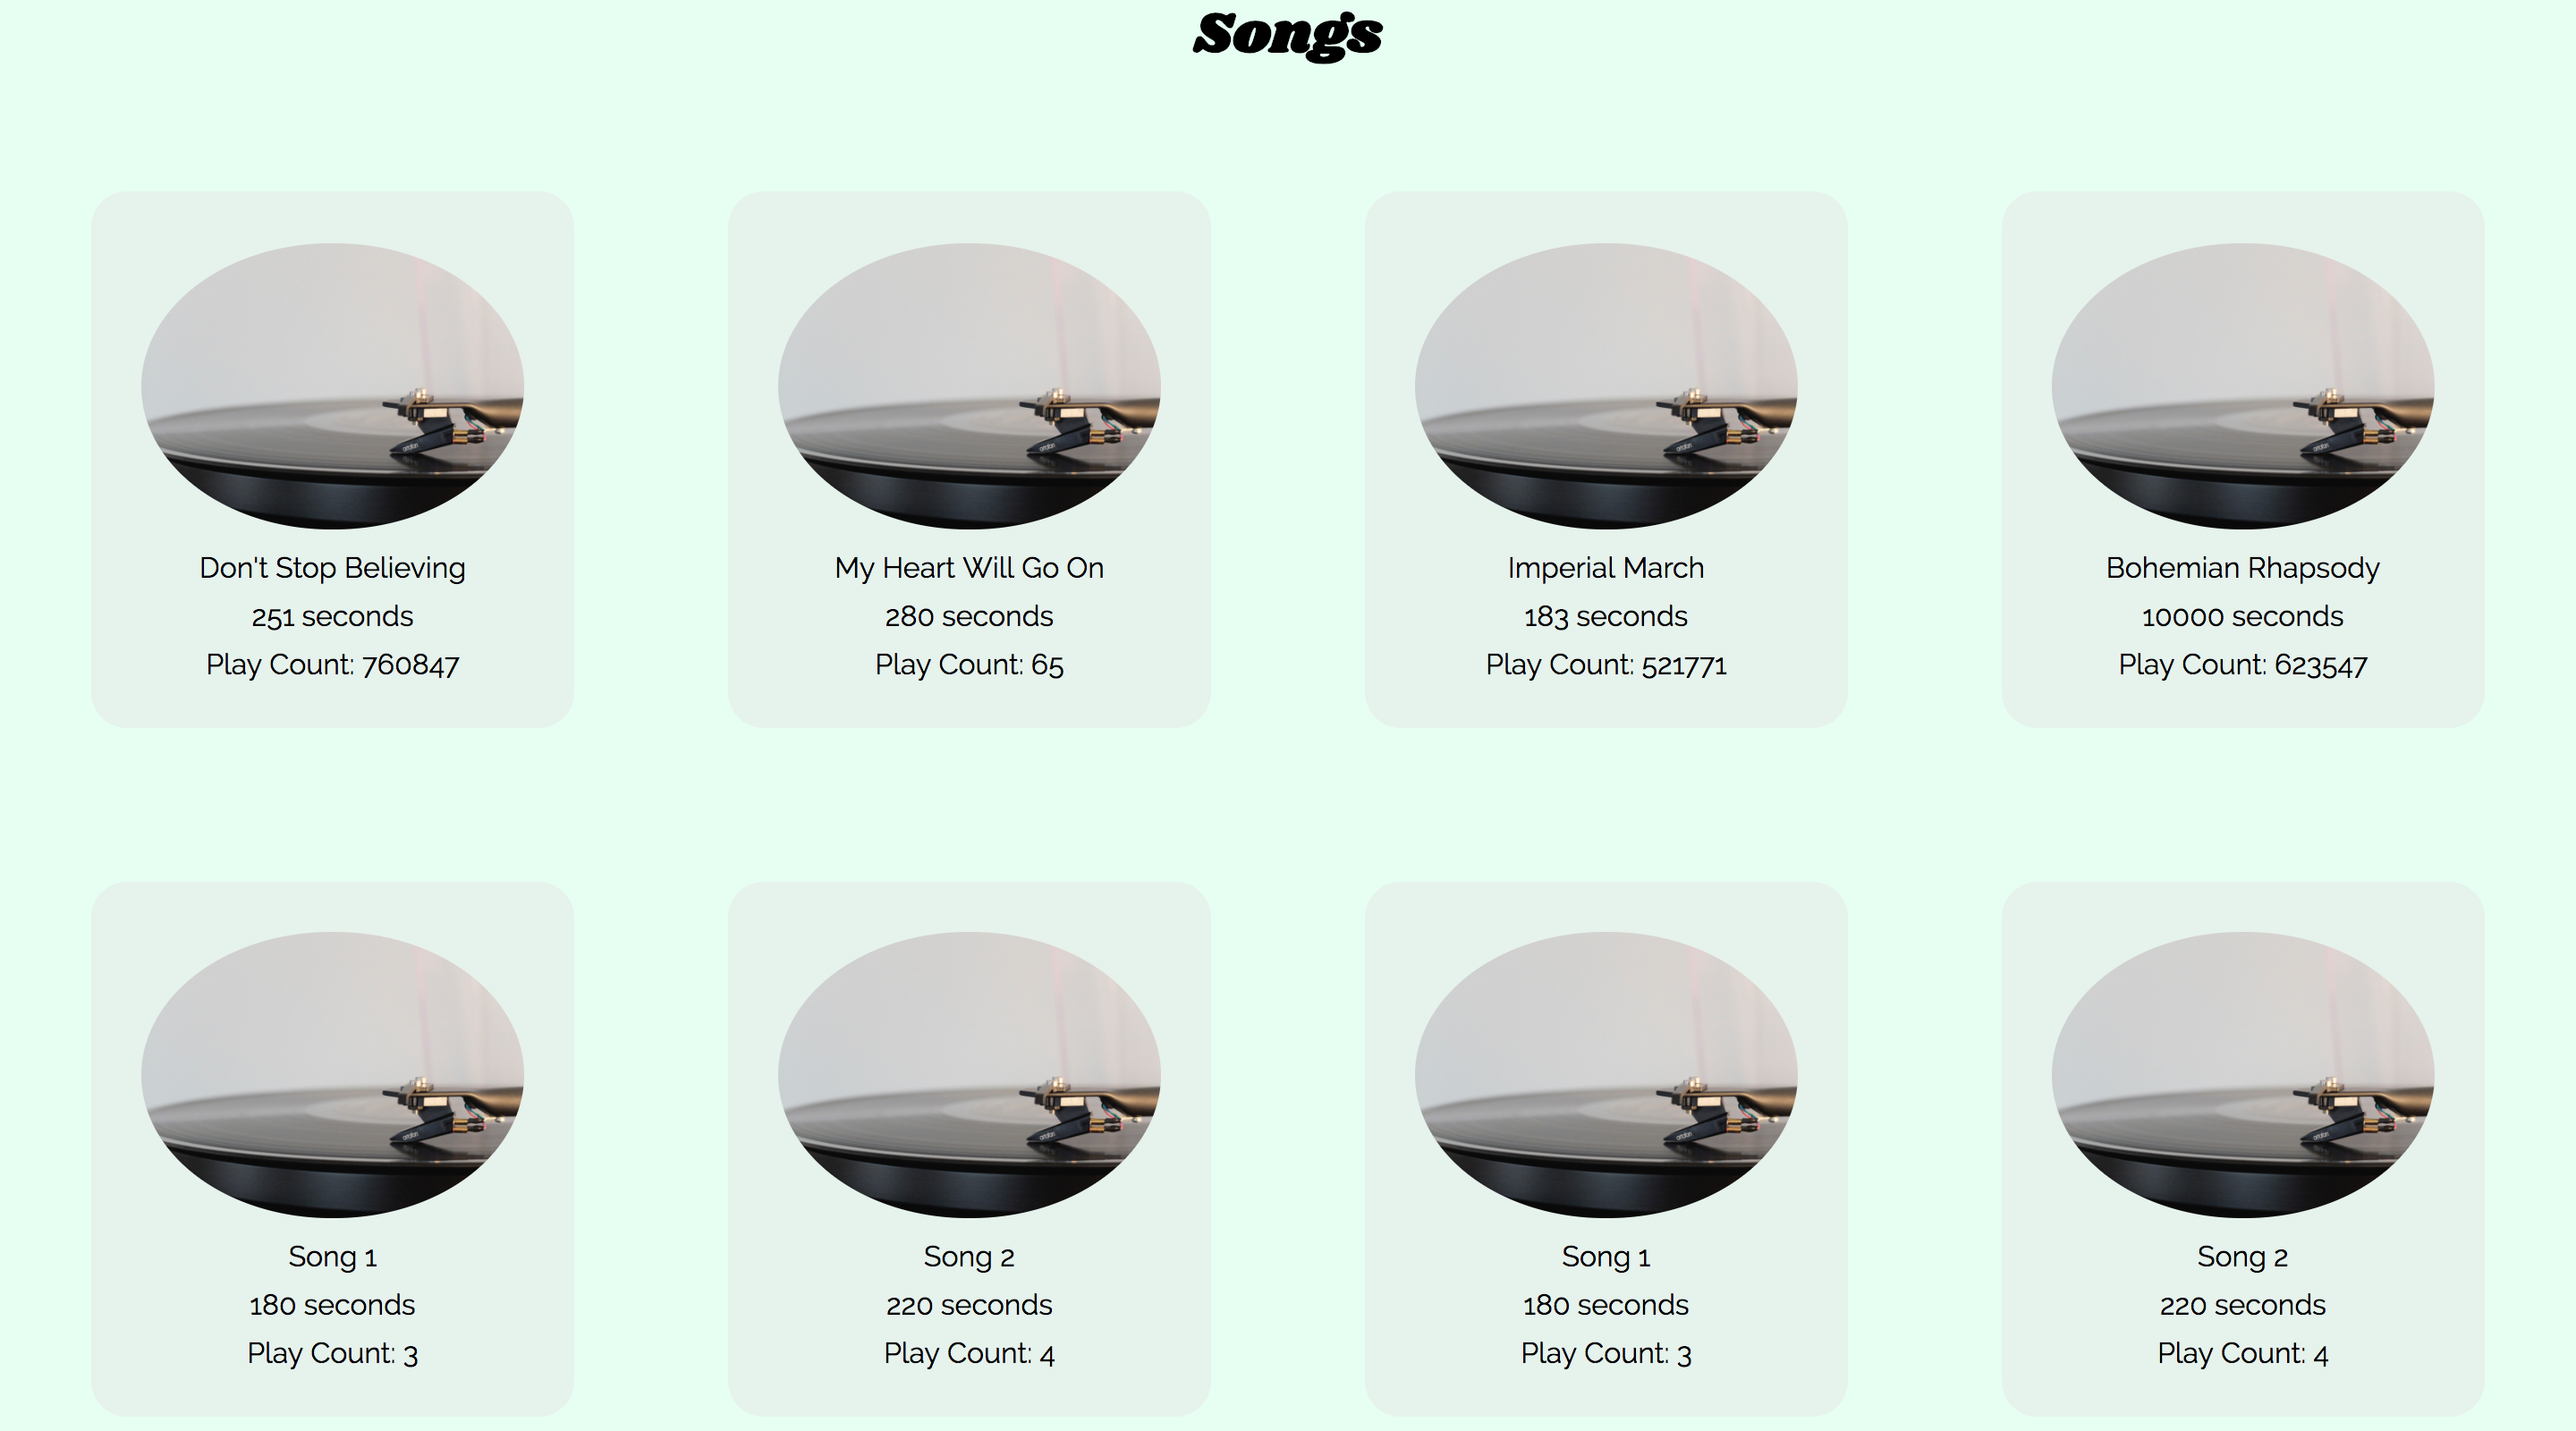 Songs
Don't Stop Believing
251 seconds
Play Count: 760847
My Heart Will Go On
280 seconds
Play Count: 65
Imperial March
183 seconds
Play Count: 521771
Bohemian Rhapsody
10000 seconds
Play Count: 623547
Song 1
180 seconds
Play Count: 3
Song 2
220 seconds
Play Count: 4
Song 1
180 seconds
Play Count: 3
Song 2
220 seconds
Play Count: 4